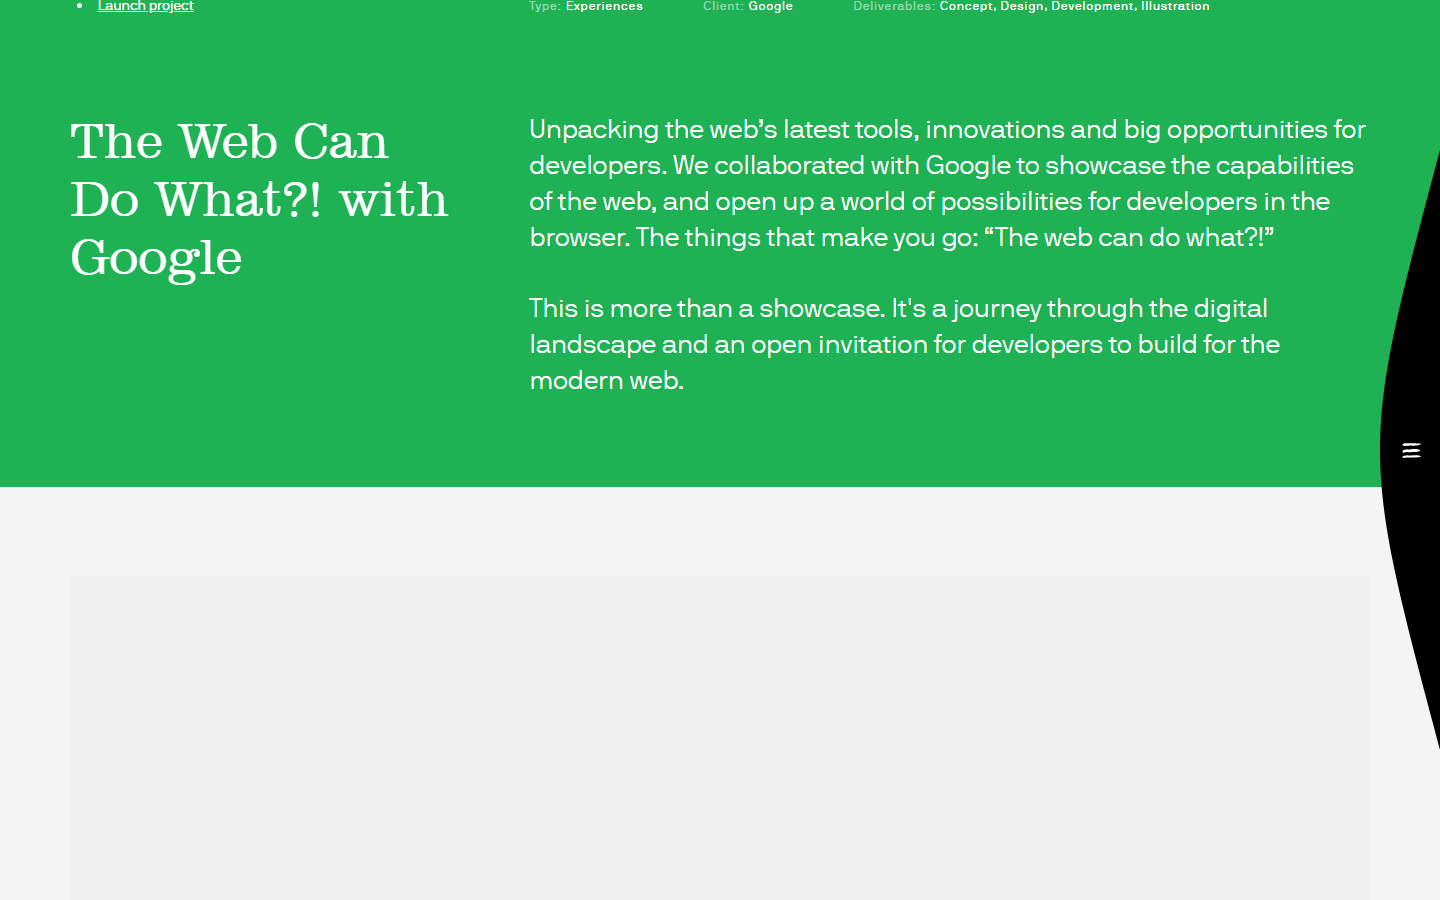 Launch project
Type: Experiences
Client: Google
Deliverables: Concept, Design, Development, Illustration
The Web Can
Do What?! with
Google
Unpacking the web’s latest tools, innovations and big opportunities for
developers. We collaborated with Google to showcase the capabilities
of the web, and open up a world of possibilities for developers in the
browser. The things that make you go: “The web can do what?!”
This is more than a showcase. It's a journey through the digital
landscape and an open invitation for developers to build for the
modern web.